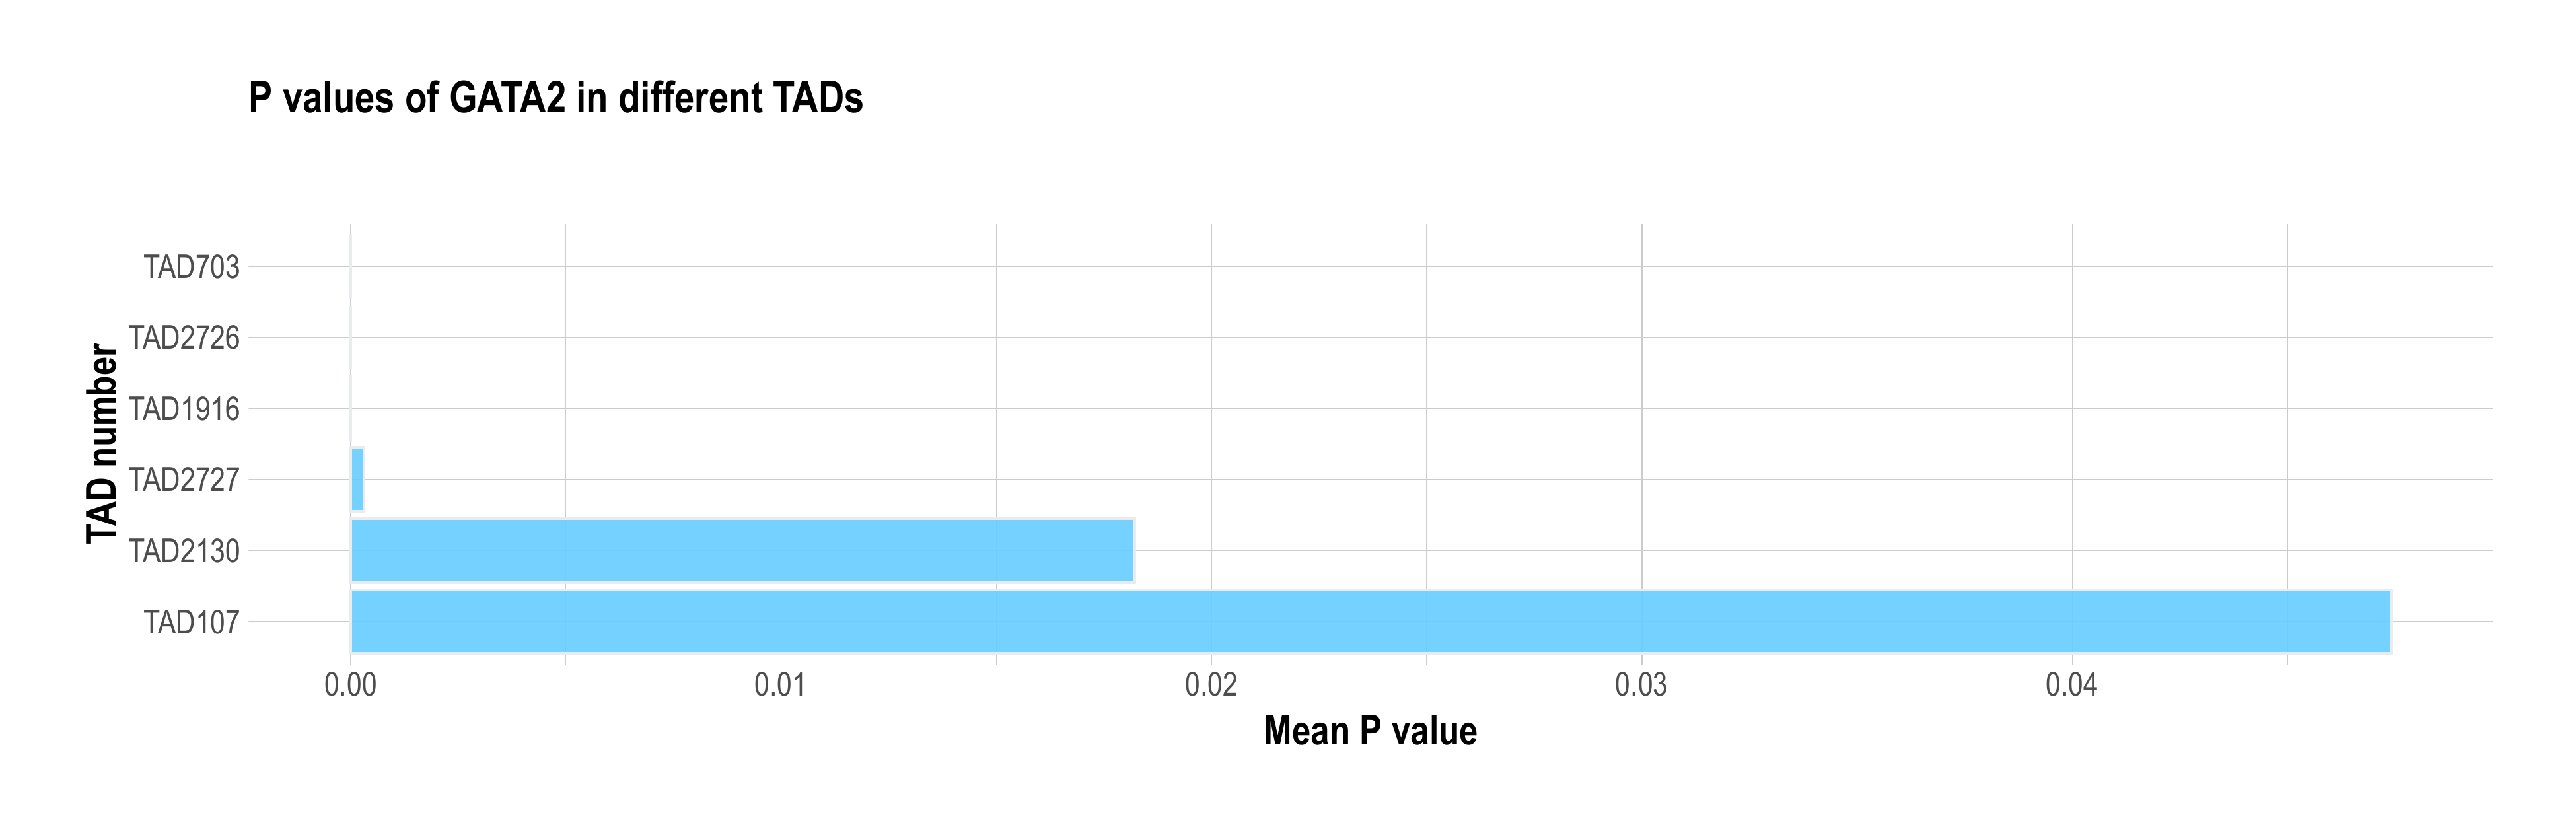 P values of GATA2 in different TADs
TAD number
TAD703
TAD2726
TAD1916
TAD2727
TAD2130
TAD107
0.00 0.01 0.02 0.03 0.04
Mean P value